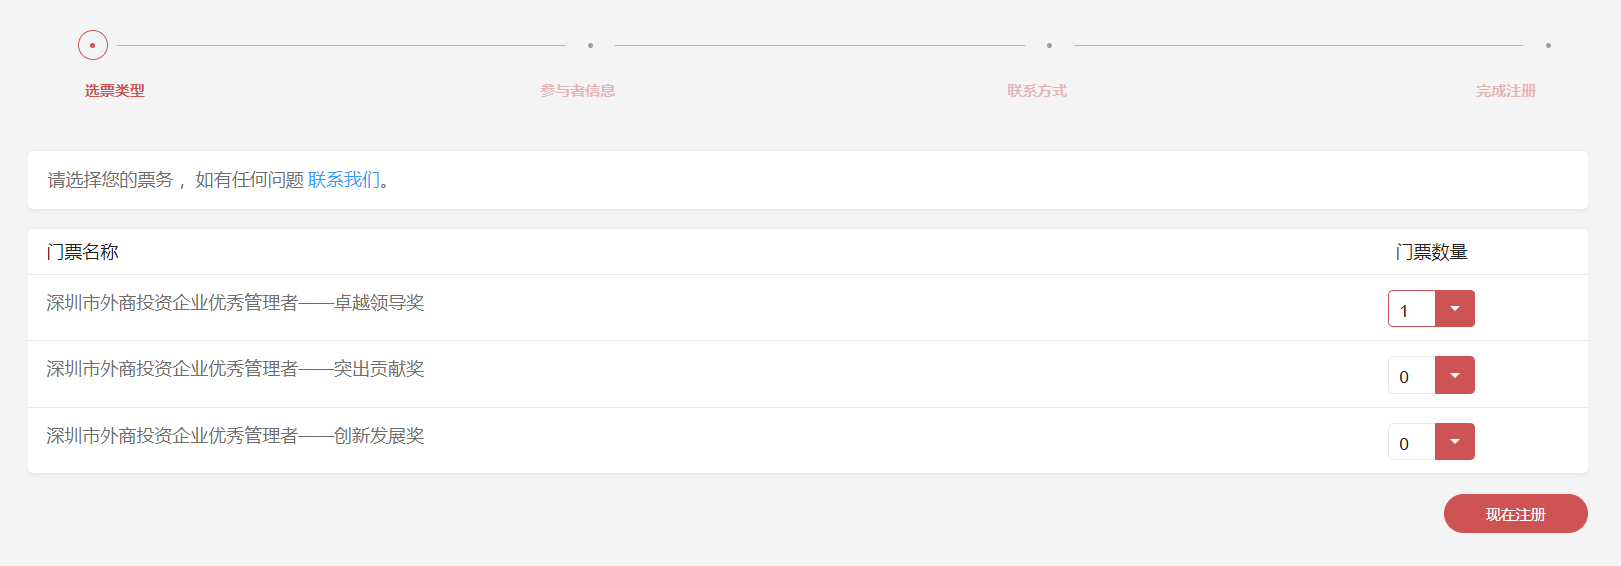 选票类型
参与者信息
联系方式
完成注册
请选择您的票务 ，如有任何问题 联系我们。
门票名称 门票数量
深圳市外商投资企业优秀管理者——卓越领导奖 1
深圳市外商投资企业优秀管理者——突出贡献奖 0
深圳市外商投资企业优秀管理者——创新发展奖 0
现在注册